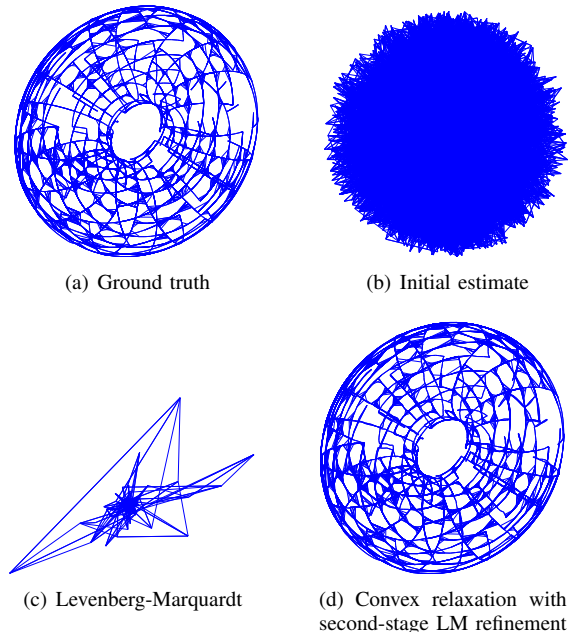 (a) Ground truth
(b) Initial estimate
(c) Levenberg-Marquardt
(d) Convex relaxation with
second-stage LM refinement